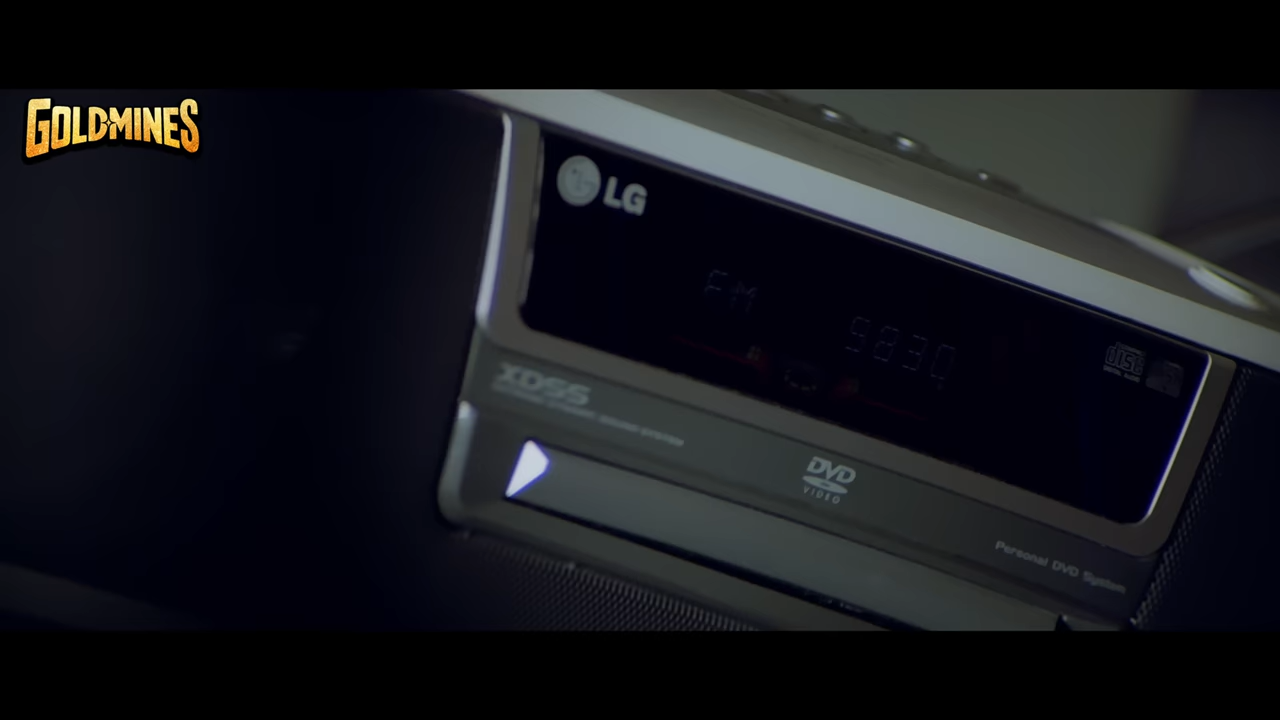 GOLDMINES
LG
FM
XDSS
DVD
VIDEO
Personal DVD System